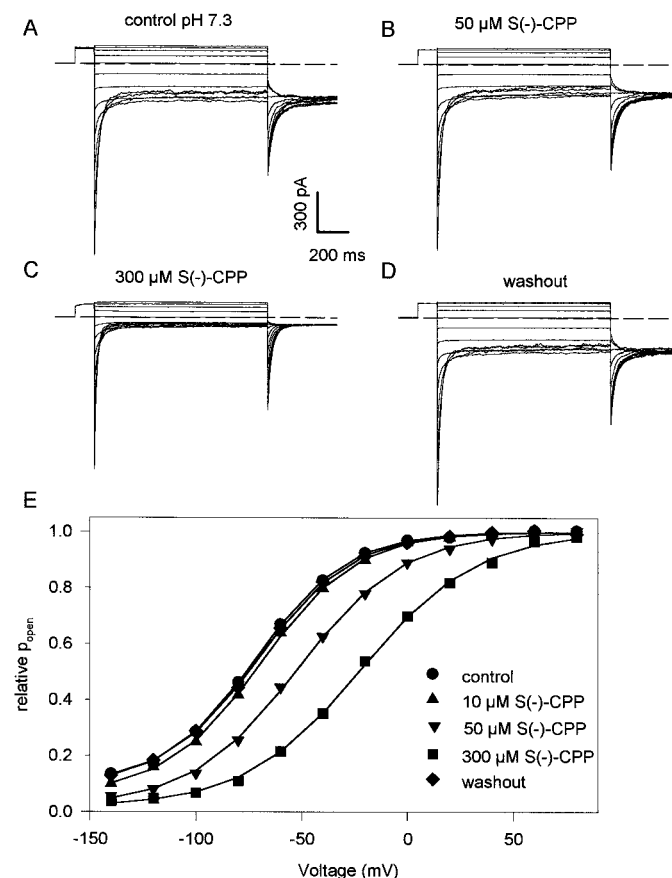 A
control pH 7.3
B
50 µM S(-)-CPP
300 pA
200 ms
C
300 µM S(-)-CPP
D
washout
E
relative p_open
1.0
0.8
0.6
0.4
0.2
0.0
control
10 µM S(-)-CPP
50 µM S(-)-CPP
300 µM S(-)-CPP
washout
-150
-100
-50
0
50
Voltage (mV)